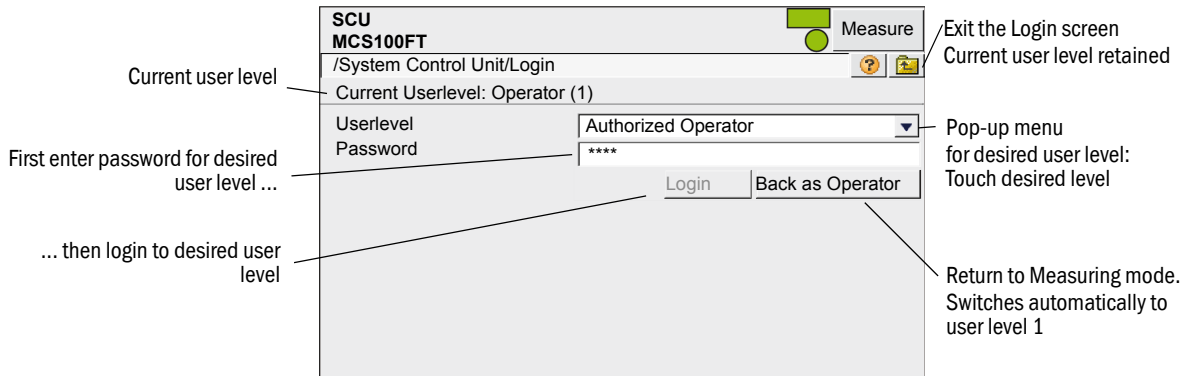 SCU
MCS100FT
Measure
/System Control Unit/Login
?
Current Userlevel: Operator (1)
Userlevel
Authorized Operator
Password
****
Login
Back as Operator
Current user level
First enter password for desired
user level ...
... then login to desired user
level
Exit the Login screen
Current user level retained
Pop-up menu
for desired user level:
Touch desired level
Return to Measuring mode.
Switches automatically to
user level 1